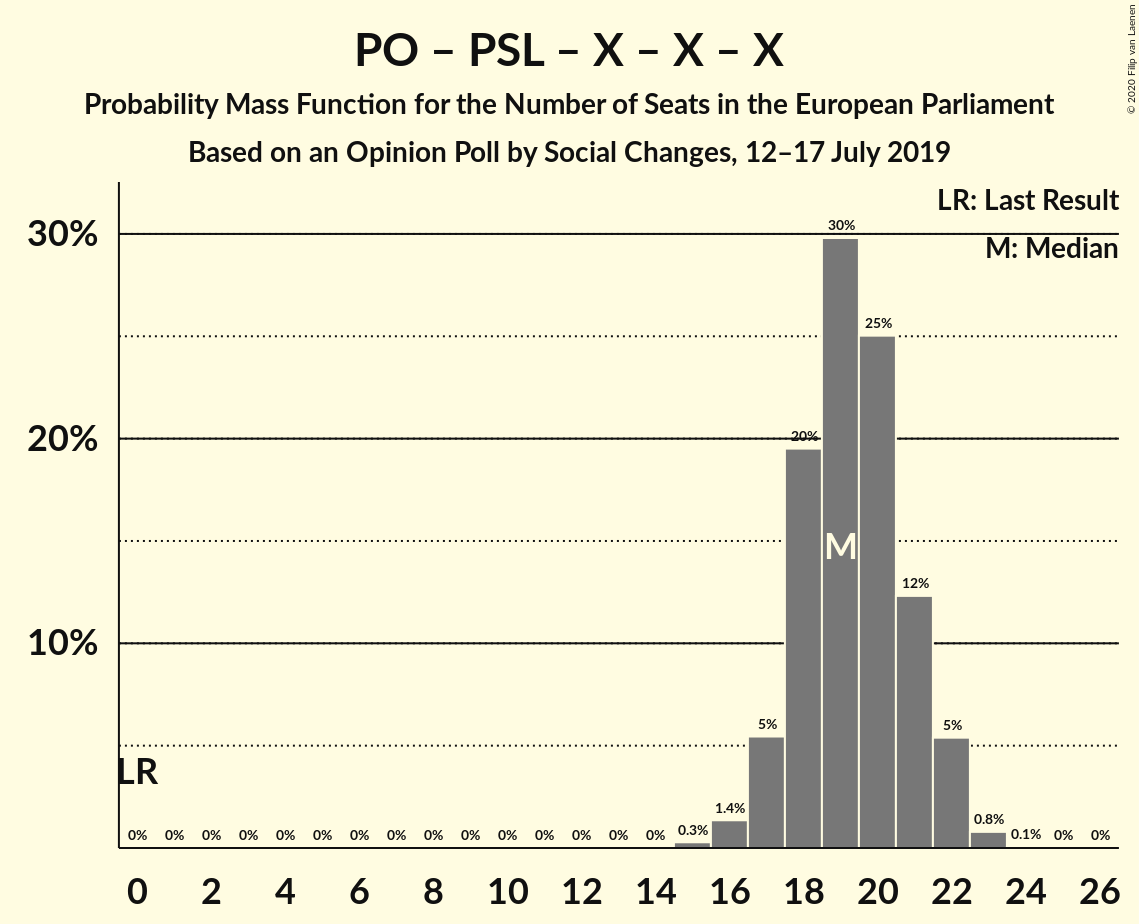 PO – PSL – X – X – X
Probability Mass Function for the Number of Seats in the European Parliament
Based on an Opinion Poll by Social Changes, 12–17 July 2019
© 2020 Filip van Laenen
LR: Last Result
M: Median
30%
20%
10%
30%
25%
20%
M
12%
5%
5%
LR
1.4%
0.8%
0% 0% 0% 0% 0% 0% 0% 0% 0% 0% 0% 0% 0% 0% 0% 0.3% 0.1% 0% 0%
0 2 4 6 8 10 12 14 16 18 20 22 24 26